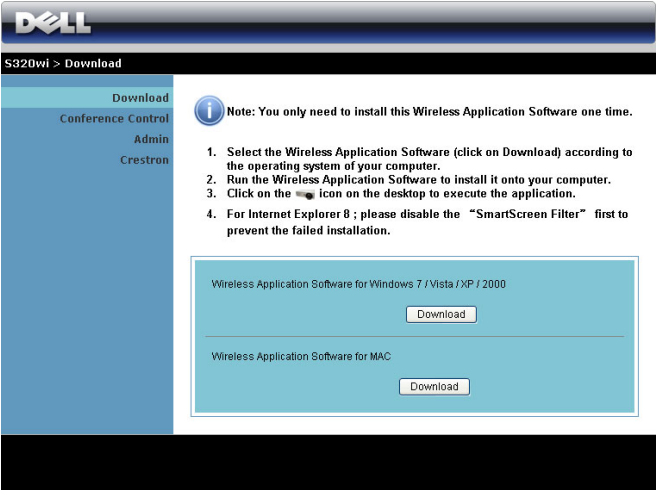 DELL
S320wi > Download
Download
Conference Control
Admin
Crestron
Note: You only need to install this Wireless Application Software one time.
1. Select the Wireless Application Software (click on Download) according to
the operating system of your computer.
2. Run the Wireless Application Software to install it onto your computer.
3. Click on the icon on the desktop to execute the application.
4. For Internet Explorer 8 ; please disable the “SmartScreen Filter” first to
prevent the failed installation.
Wireless Application Software for Windows 7 / Vista / XP / 2000
Download
Wireless Application Software for MAC
Download